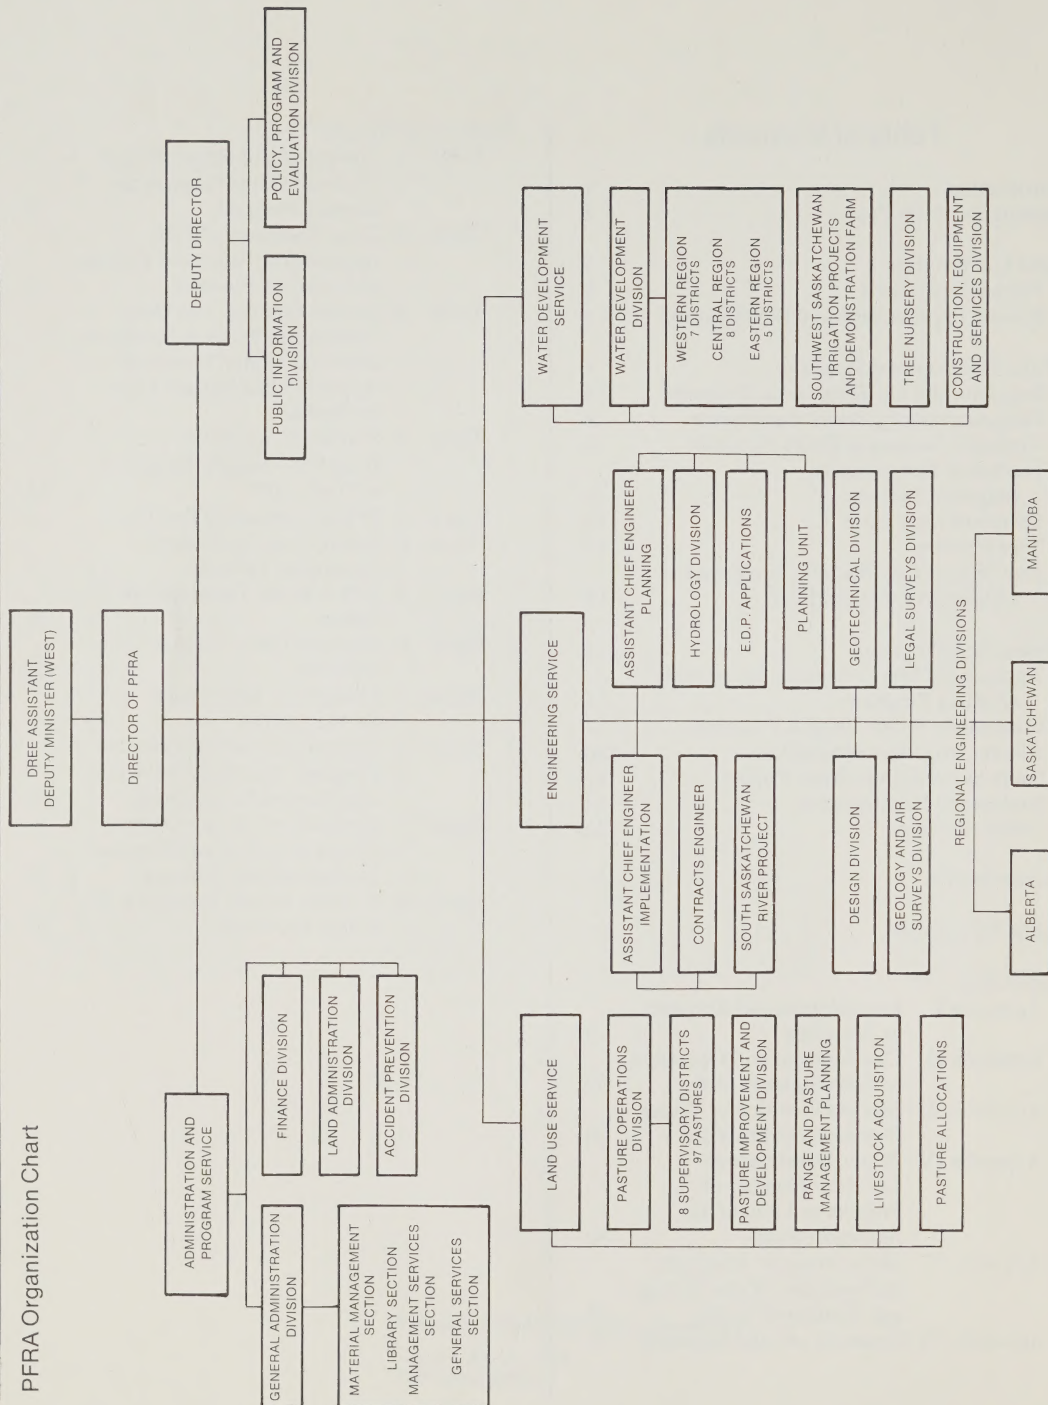 PFRA Organization Chart
DREE ASSISTANT
DEPUTY MINISTER (WEST)
DIRECTOR OF PFRA
ADMINISTRATION AND
PROGRAM SERVICE
DEPUTY DIRECTOR
GENERAL ADMINISTRATION
DIVISION
MATERIAL MANAGEMENT
SECTION
LIBRARY SECTION
MANAGEMENT SERVICES
SECTION
GENERAL SERVICES
SECTION
FINANCE DIVISION
LAND ADMINISTRATION
DIVISION
ACCIDENT PREVENTION
DIVISION
PUBLIC INFORMATION
DIVISION
POLICY, PROGRAM AND
EVALUATION DIVISION
LAND USE SERVICE
PASTURE OPERATIONS
DIVISION
8 SUPERVISORY DISTRICTS
97 PASTURES
PASTURE IMPROVEMENT AND
DEVELOPMENT DIVISION
RANGE AND PASTURE
MANAGEMENT PLANNING
LIVESTOCK ACQUISITION
PASTURE ALLOCATIONS
ENGINEERING SERVICE
ASSISTANT CHIEF ENGINEER
IMPLEMENTATION
CONTRACTS ENGINEER
SOUTH SASKATCHEWAN
RIVER PROJECT
DESIGN DIVISION
GEOLOGY AND AIR
SURVEYS DIVISION
ASSISTANT CHIEF ENGINEER
PLANNING
HYDROLOGY DIVISION
E.D.P. APPLICATIONS
PLANNING UNIT
GEOTECHNICAL DIVISION
LEGAL SURVEYS DIVISION
REGIONAL ENGINEERING DIVISIONS
ALBERTA
SASKATCHEWAN
MANITOBA
WATER DEVELOPMENT
SERVICE
WATER DEVELOPMENT
DIVISION
WESTERN REGION
7 DISTRICTS
CENTRAL REGION
8 DISTRICTS
EASTERN REGION
5 DISTRICTS
SOUTHWEST SASKATCHEWAN
IRRIGATION PROJECTS
AND DEMONSTRATION FARM
TREE NURSERY DIVISION
CONSTRUCTION, EQUIPMENT
AND SERVICES DIVISION